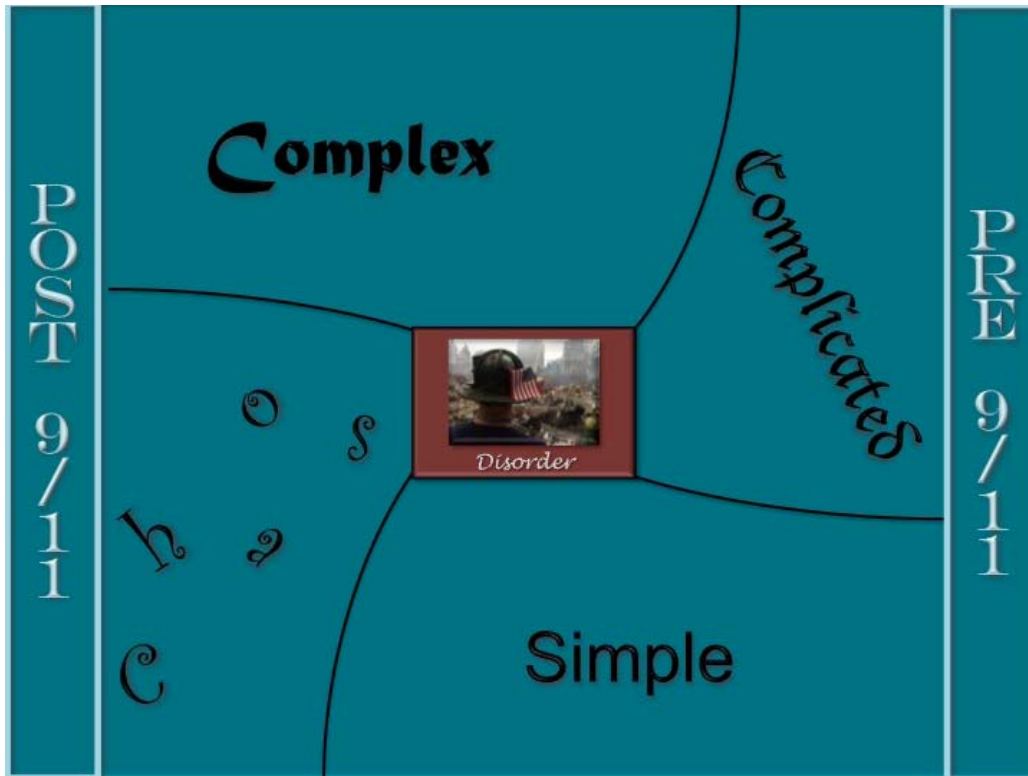 POST 9/11
Complex
Complicated
PRE 9/11
Chaos
Disorder
Simple